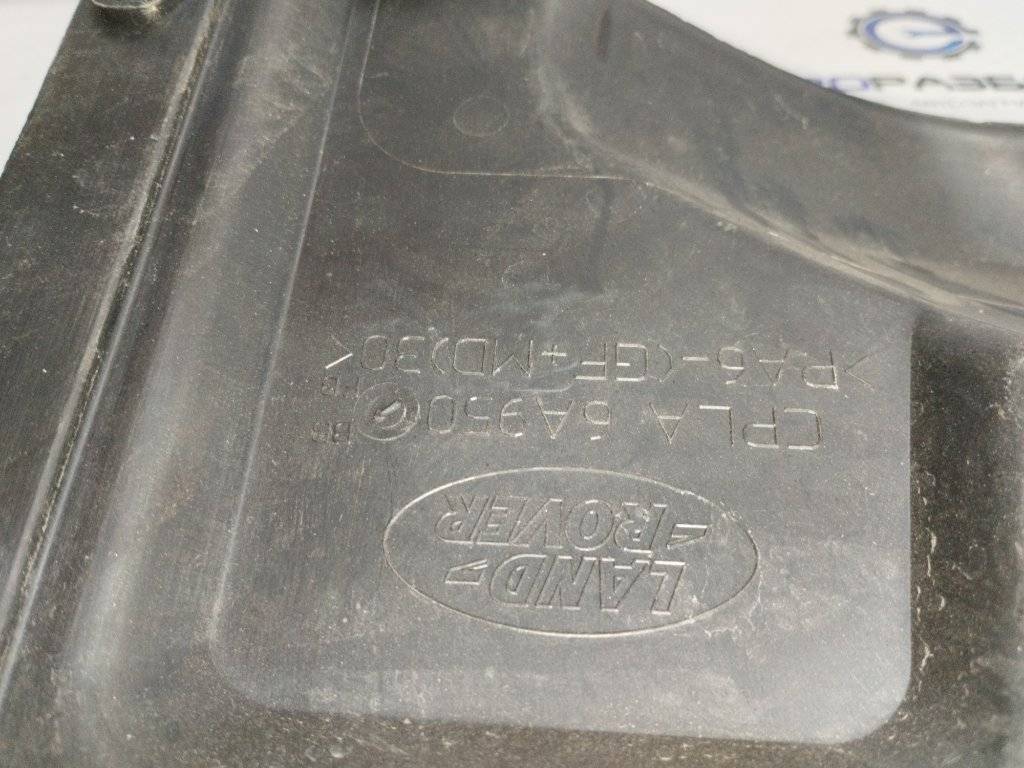 LAND
ROVER
CPLA 6A950
>PA6-(GF+MD)30<